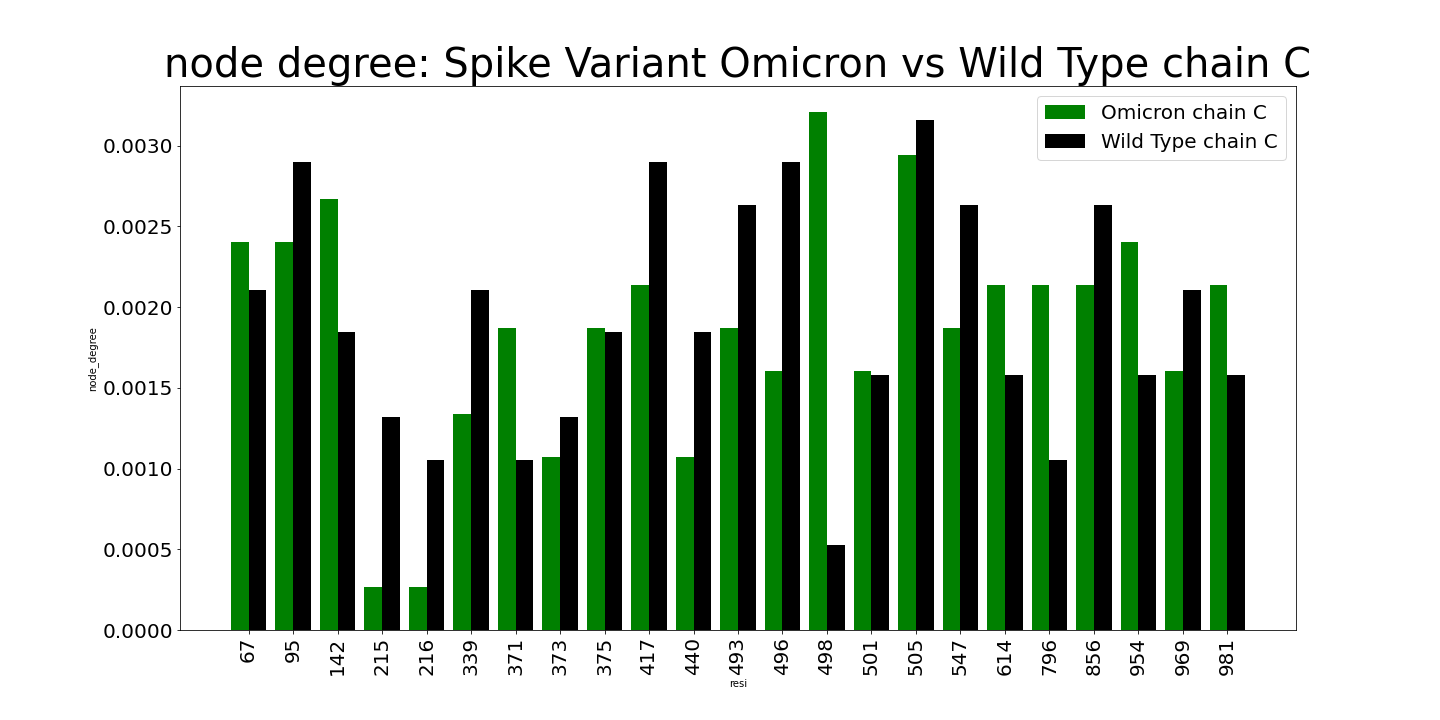 node degree: Spike Variant Omicron vs Wild Type chain C
Omicron chain C
Wild Type chain C
0.0030
0.0025
0.0020
0.0015
0.0010
0.0005
0.0000
node_degree
67 95 142 215 216 339 371 373 375 417 440 493 496 498 501 505 547 614 796 856 954 969 981
resi